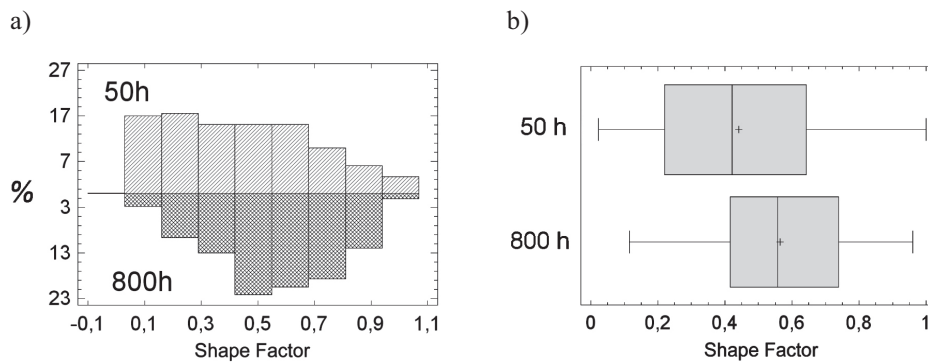 a)
27
50h
17
7
%
3
13
800h
23
-0,1 0,1 0,3 0,5 0,7 0,9 1,1
Shape Factor
b)
50 h
800 h
0 0,2 0,4 0,6 0,8 1
Shape Factor